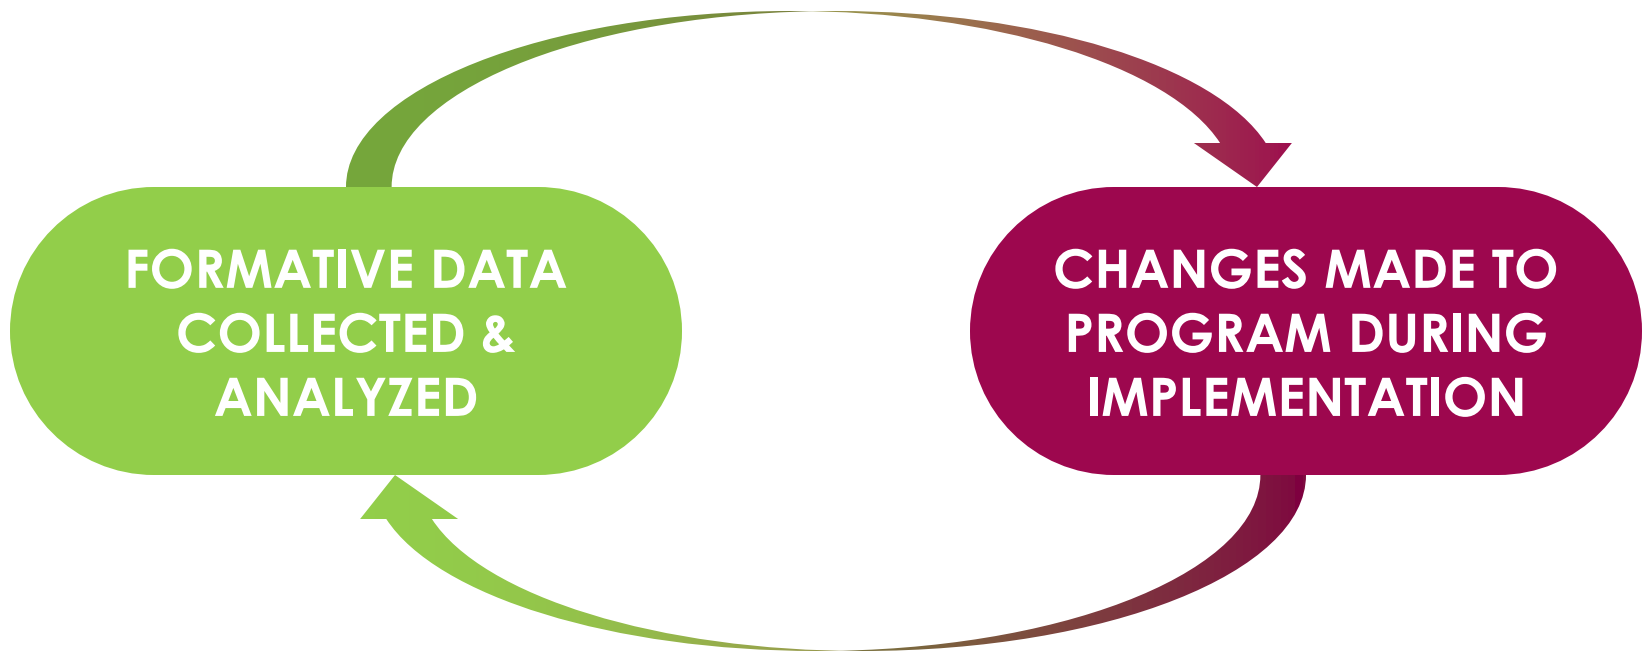 FORMATIVE DATA
COLLECTED &
ANALYZED
CHANGES MADE TO
PROGRAM DURING
IMPLEMENTATION